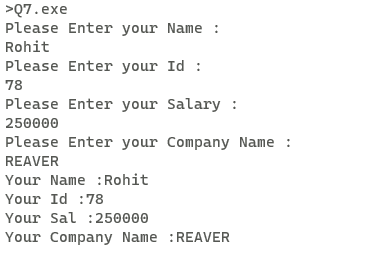 >Q7.exe
Please Enter your Name :
Rohit
Please Enter your Id :
78
Please Enter your Salary :
250000
Please Enter your Company Name :
REAVER
Your Name :Rohit
Your Id :78
Your Sal :250000
Your Company Name :REAVER